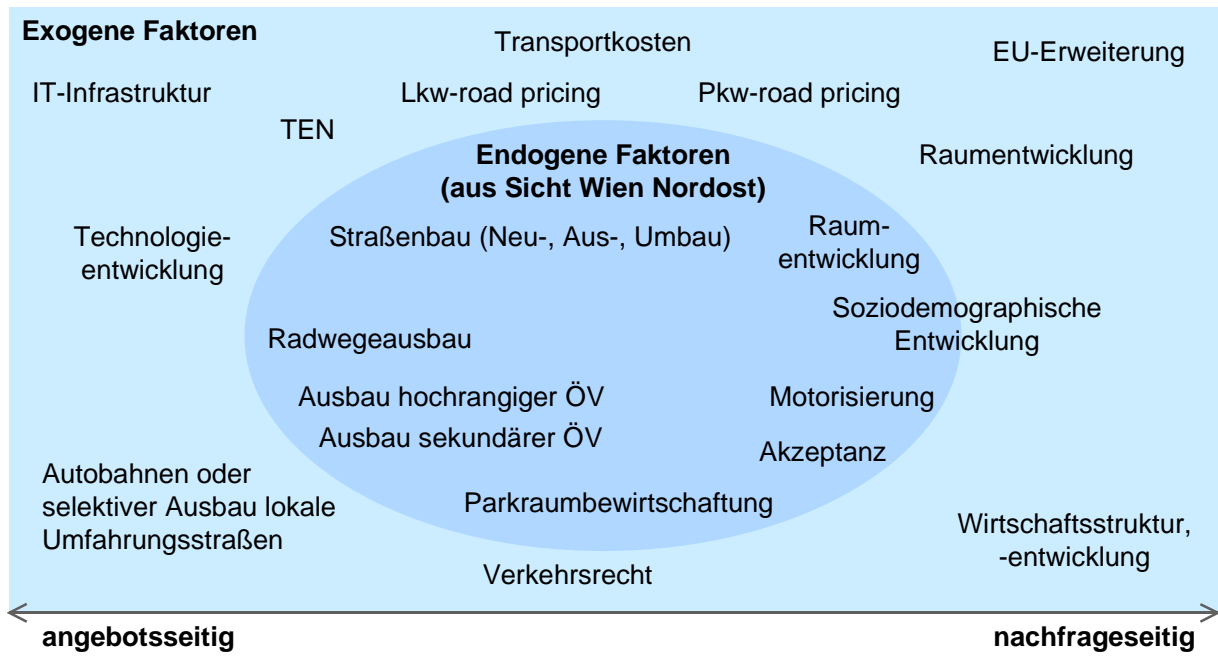 Exogene Faktoren
Transportkosten
EU-Erweiterung
IT-Infrastruktur
Lkw-road pricing
Pkw-road pricing
TEN
Endogene Faktoren
(aus Sicht Wien Nordost)
Raumentwicklung
Technologie-
entwicklung
Straßenbau (Neu-, Aus-, Umbau)
Raum-
entwicklung
Soziodemographische
Entwicklung
Radwegeausbau
Ausbau hochrangiger ÖV
Motorisierung
Ausbau sekundärer ÖV
Akzeptanz
Autobahnen oder
selektiver Ausbau lokale
Umfahrungsstraßen
Parkraumbewirtschaftung
Wirtschaftsstruktur,
-entwicklung
Verkehrsrecht
angebotsseitig
nachfrageseitig